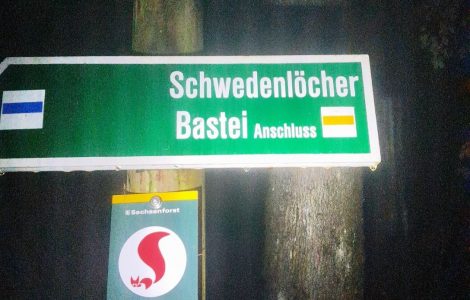 Schwedenlöcher
Bastei Anschluss
Sachsenforst